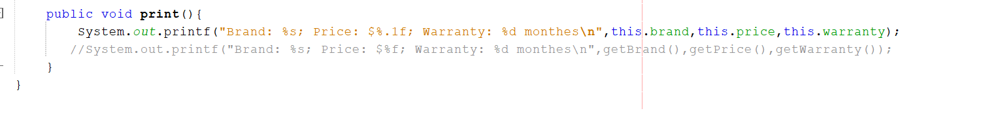 public void print(){
System.out.printf("Brand: %s; Price: $%.1f; Warranty: %d monthes\n",this.brand,this.price,this.warranty);
//System.out.printf("Brand: %s; Price: $%f; Warranty: %d monthes\n",getBrand(),getPrice(),getWarranty());
}
}